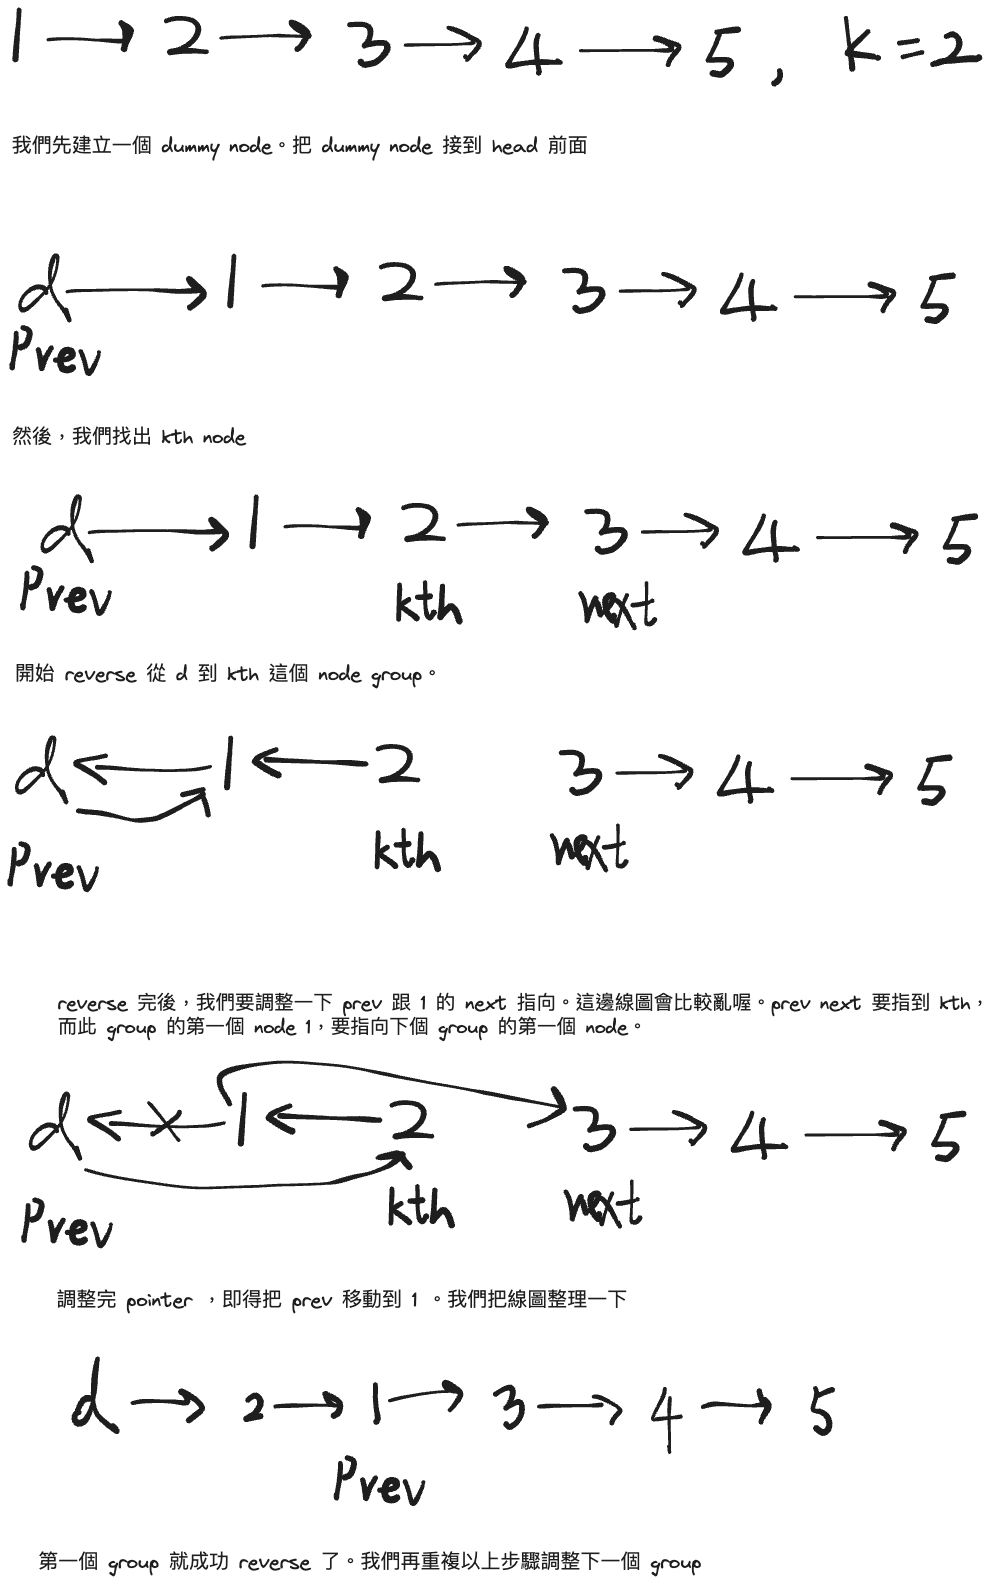 1 → 2 → 3 → 4 → 5 , k = 2
我們先建立一個 dummy node。把 dummy node 接到 head 前面
d → 1 → 2 → 3 → 4 → 5
Prev
然後，我們找出 kth node
d → 1 → 2 → 3 → 4 → 5
Prev kth next
開始 reverse 從 d 到 kth 這個 node group。
d ← 1 ← 2 3 → 4 → 5
Prev kth next
reverse 完後，我們要調整一下 prev 跟 1 的 next 指向。這邊線圖會比較亂喔。prev next 要指到 kth，
而此 group 的第一個 node 1，要指向下個 group 的第一個 node。
d ← 1 ← 2 3 → 4 → 5
Prev kth next
調整完 pointer ，即得把 prev 移動到 1 。我們把線圖整理一下
d → 2 → 1 → 3 → 4 → 5
Prev
第一個 group 就成功 reverse 了。我們再重複以上步驟調整下一個 group